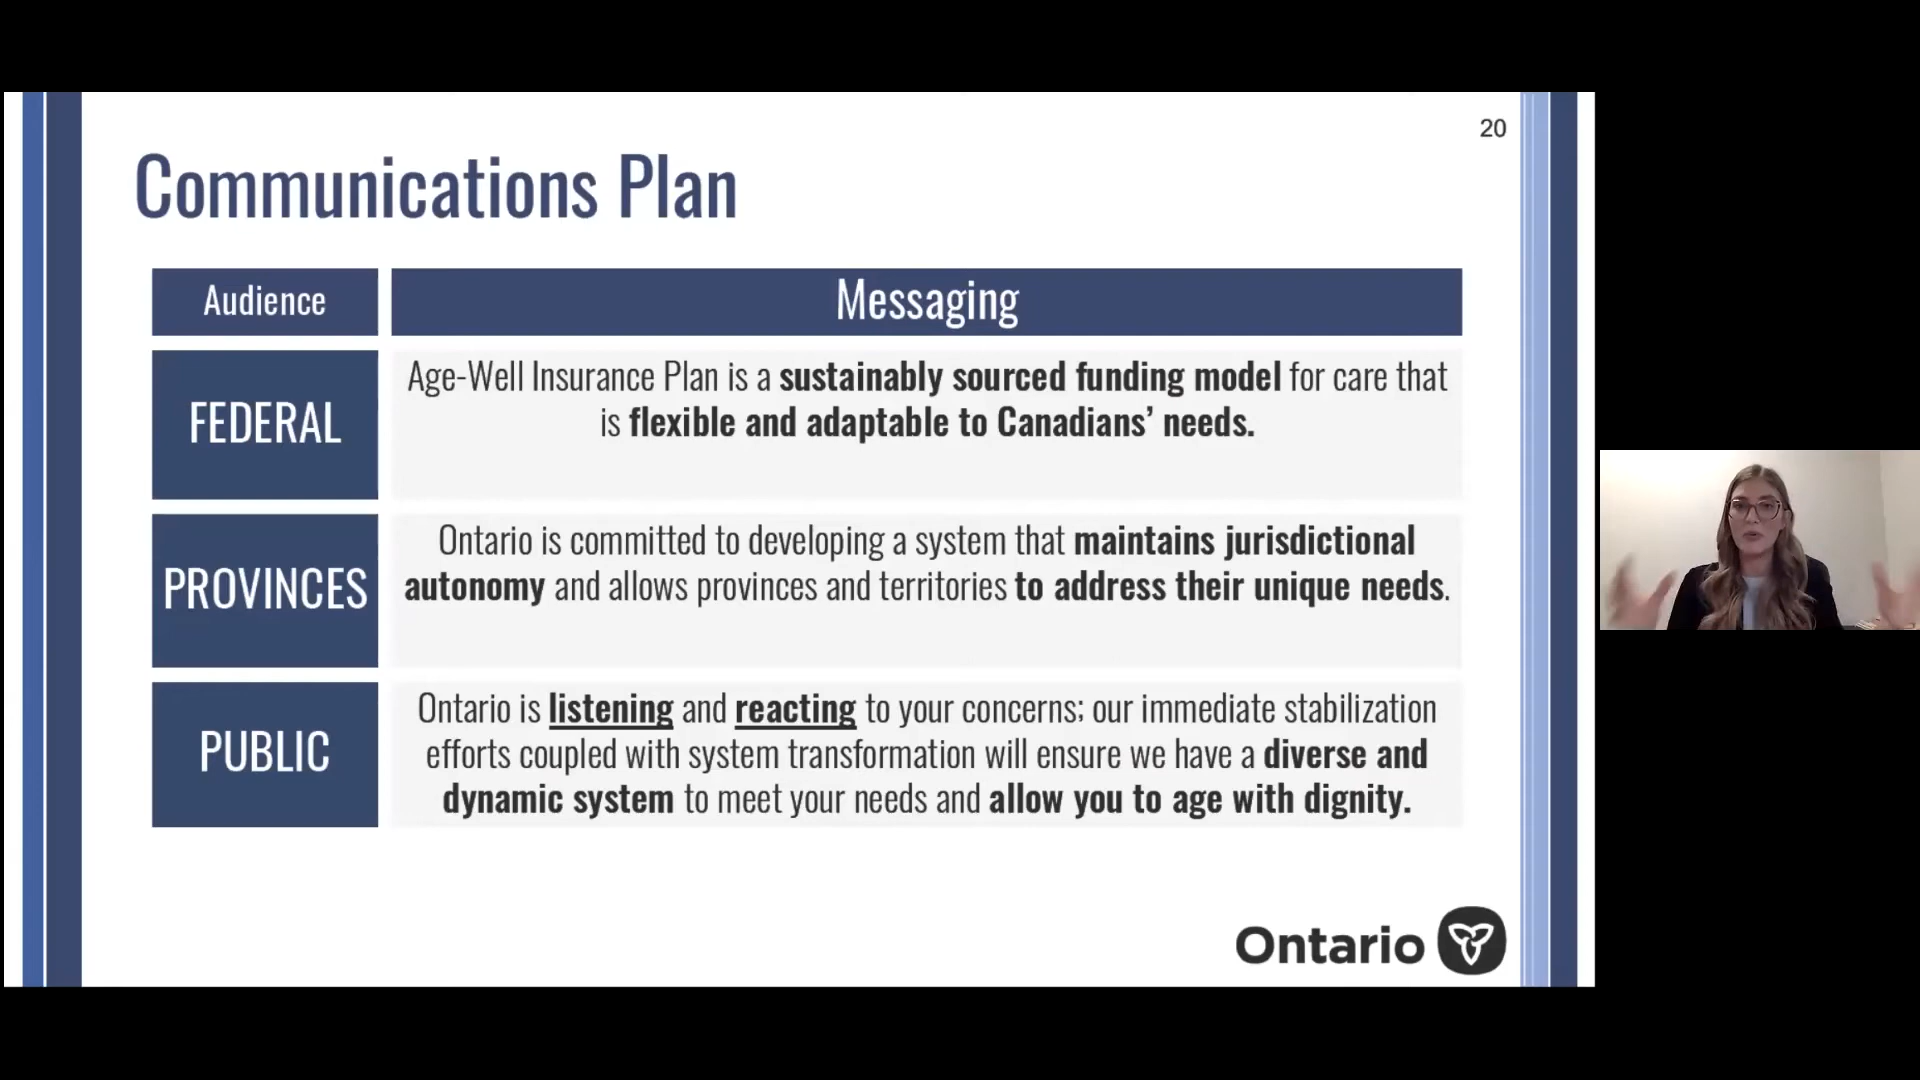 20
Communications Plan
Audience
Messaging
FEDERAL
Age-Well Insurance Plan is a sustainably sourced funding model for care that
is flexible and adaptable to Canadians’ needs.
PROVINCES
Ontario is committed to developing a system that maintains jurisdictional
autonomy and allows provinces and territories to address their unique needs.
PUBLIC
Ontario is listening and reacting to your concerns; our immediate stabilization
efforts coupled with system transformation will ensure we have a diverse and
dynamic system to meet your needs and allow you to age with dignity.
Ontario